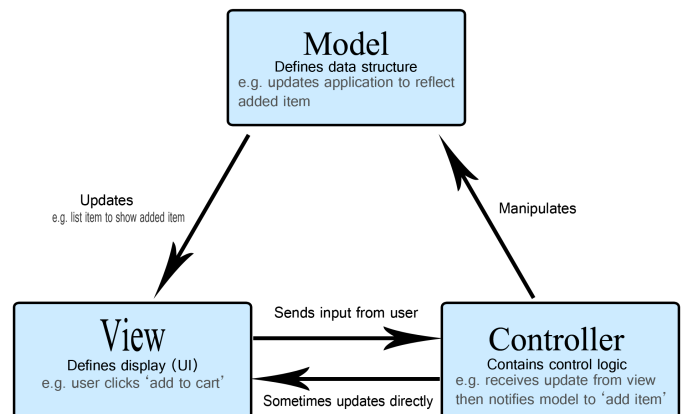 Model
Defines data structure
e.g. updates application to reflect
added item
Updates
e.g. list item to show added item
Manipulates
Sends input from user
View
Defines display (UI)
e.g. user clicks ‘add to cart’
Sometimes updates directly
Controller
Contains control logic
e.g. receives update from view
then notifies model to ‘add item’